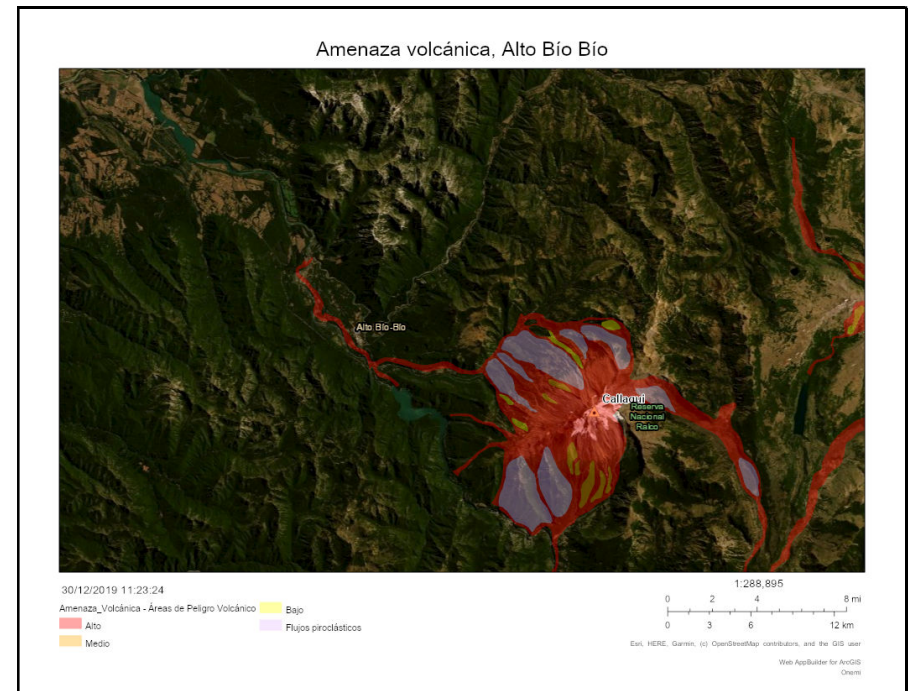 Amenaza volcánica, Alto Bío Bío
Alto Bío-Bío
Callaqui
Reserva
Nacional
Ralco
30/12/2019 11:23:24
Amenaza_Volcánica - Áreas de Peligro Volcánico
Alto
Medio
Bajo
Flujos piroclásticos
1:288,895
0 2 4 8 mi
0 3 6 12 km
Esri, HERE, Garmin, (c) OpenStreetMap contributors, and the GIS user
Web AppBuilder for ArcGIS
Onemi